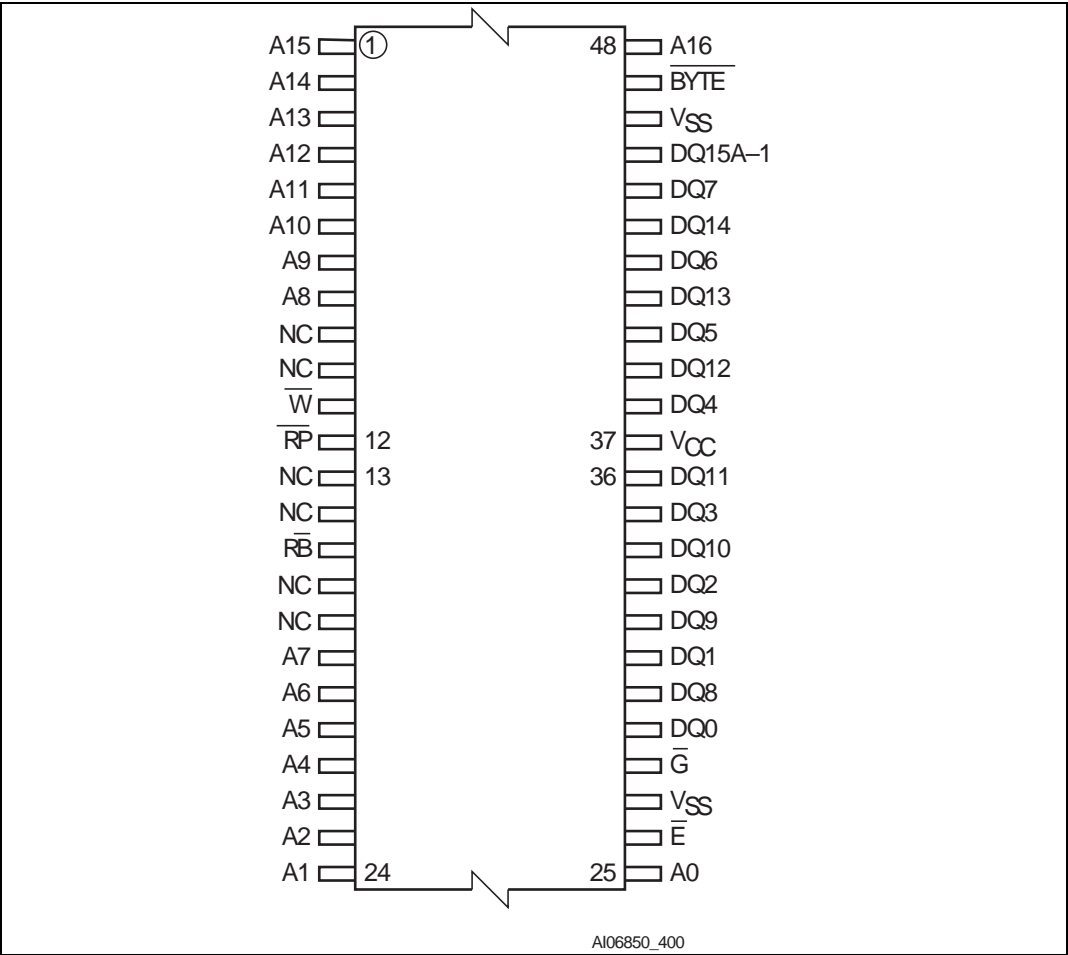 A15 1 48 A16
A14 B̅Y̅T̅E̅
A13 VSS
A12 DQ15A–1
A11 DQ7
A10 DQ14
A9 DQ6
A8 DQ13
NC DQ5
NC DQ12
W̅ DQ4
R̅P̅ 12 37 VCC
NC 13 36 DQ11
NC DQ3
RB̅ DQ10
NC DQ2
NC DQ9
A7 DQ1
A6 DQ8
A5 DQ0
A4 G̅
A3 VSS
A2 E̅
A1 24 25 A0
AI06850_400